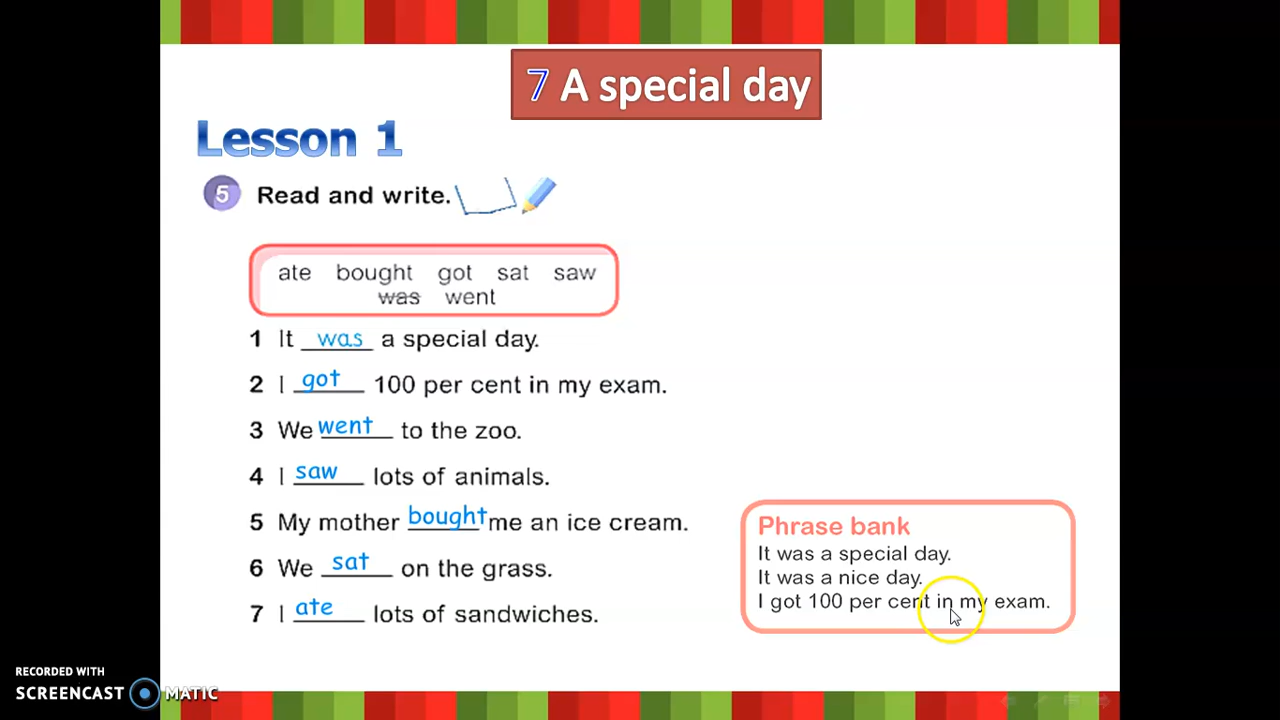 7 A special day
Lesson 1
5 Read and write.
ate bought got sat saw
was went
1 It was a special day.
2 I got 100 per cent in my exam.
3 We went to the zoo.
4 I saw lots of animals.
5 My mother bought me an ice cream.
6 We sat on the grass.
7 I ate lots of sandwiches.
Phrase bank
It was a special day.
It was a nice day.
I got 100 per cent in my exam.
RECORDED WITH
SCREENCAST MATIC